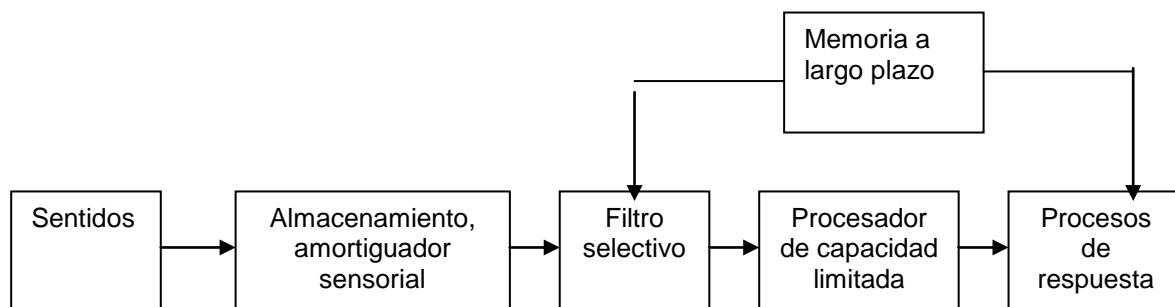 Memoria a
largo plazo
Sentidos
Almacenamiento,
amortiguador
sensorial
Filtro
selectivo
Procesador
de capacidad
limitada
Procesos
de
respuesta